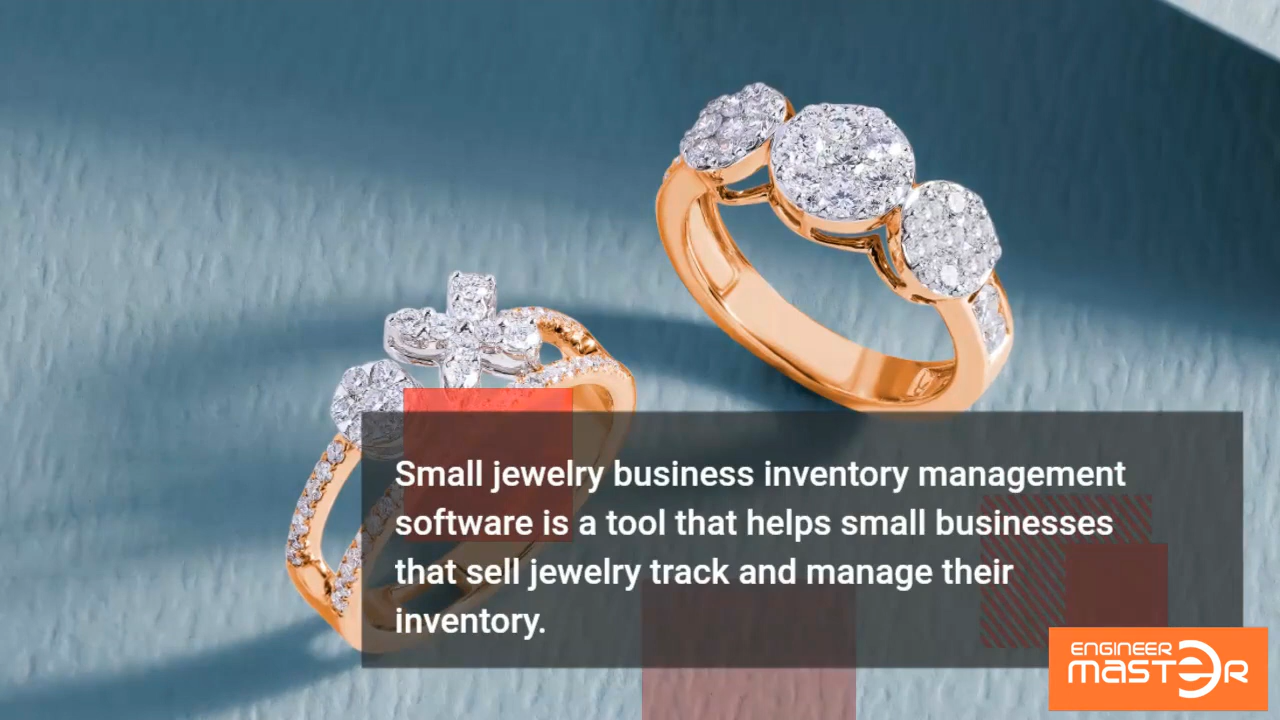 Small jewelry business inventory management
software is a tool that helps small businesses
that sell jewelry track and manage their
inventory.
ENGINEER
MASTER